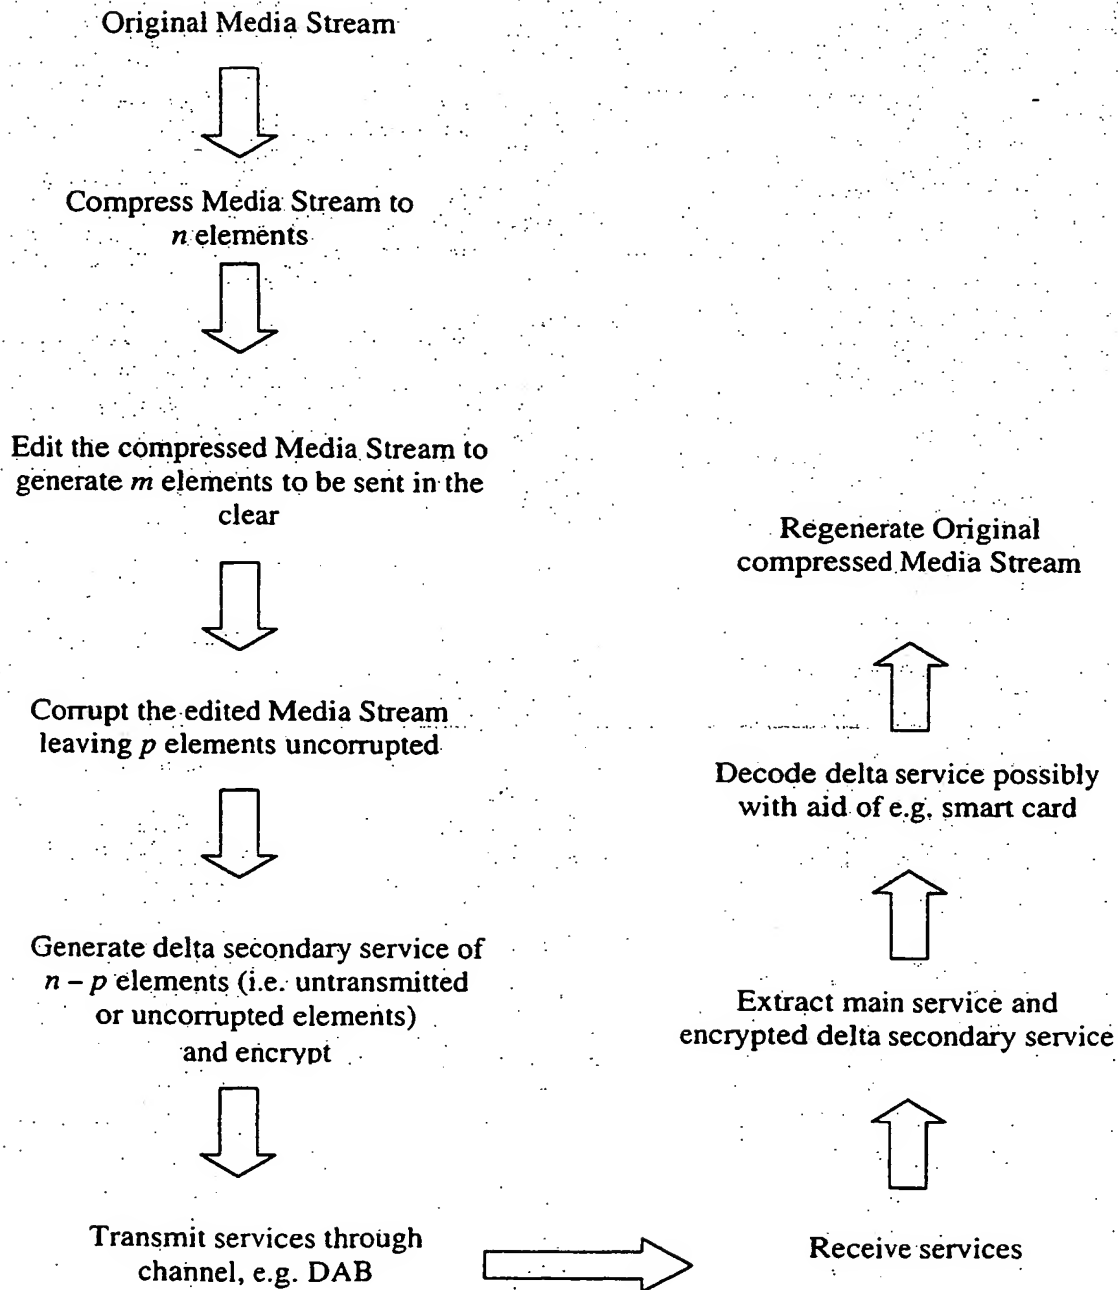 Original Media Stream
Compress Media Stream to
n elements
Edit the compressed Media Stream to
generate m elements to be sent in the
clear
Corrupt the edited Media Stream
leaving p elements uncorrupted
Generate delta secondary service of
n – p elements (i.e. untransmitted
or uncorrupted elements)
and encrypt
Transmit services through
channel, e.g. DAB
Receive services
Extract main service and
encrypted delta secondary service
Decode delta service possibly
with aid of e.g. smart card
Regenerate Original
compressed Media Stream